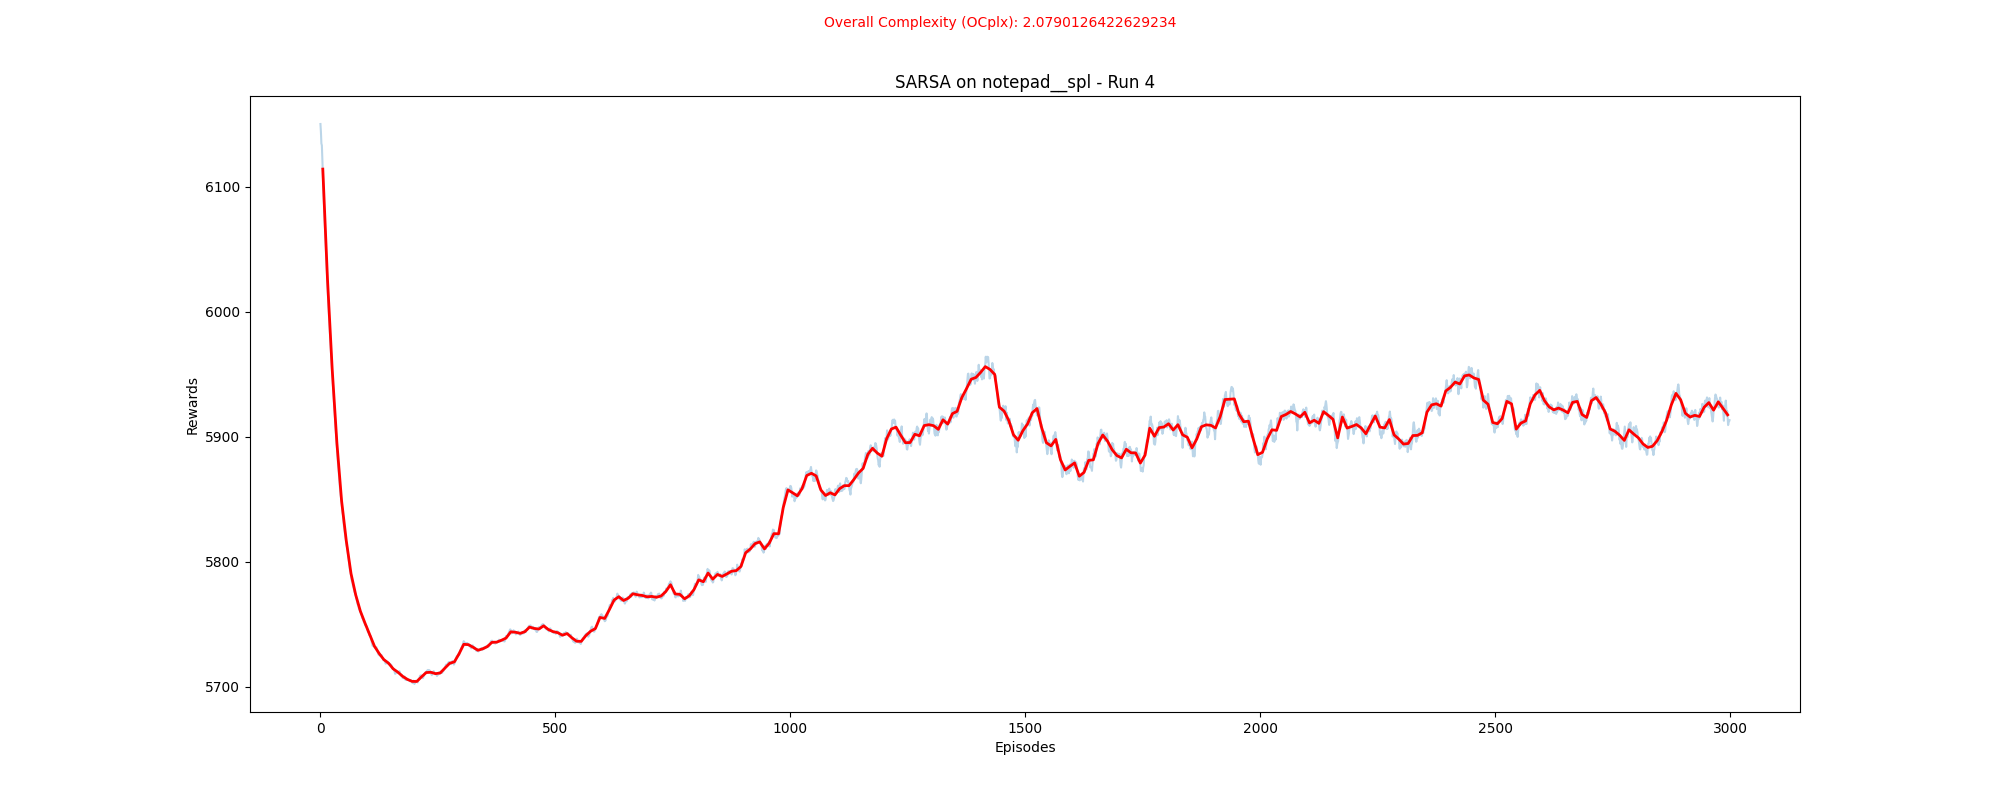 Overall Complexity (OCplx): 2.0790126422629234
SARSA on notepad__spl - Run 4
Rewards
6100
6000
5900
5800
5700
0 500 1000 1500 2000 2500 3000
Episodes